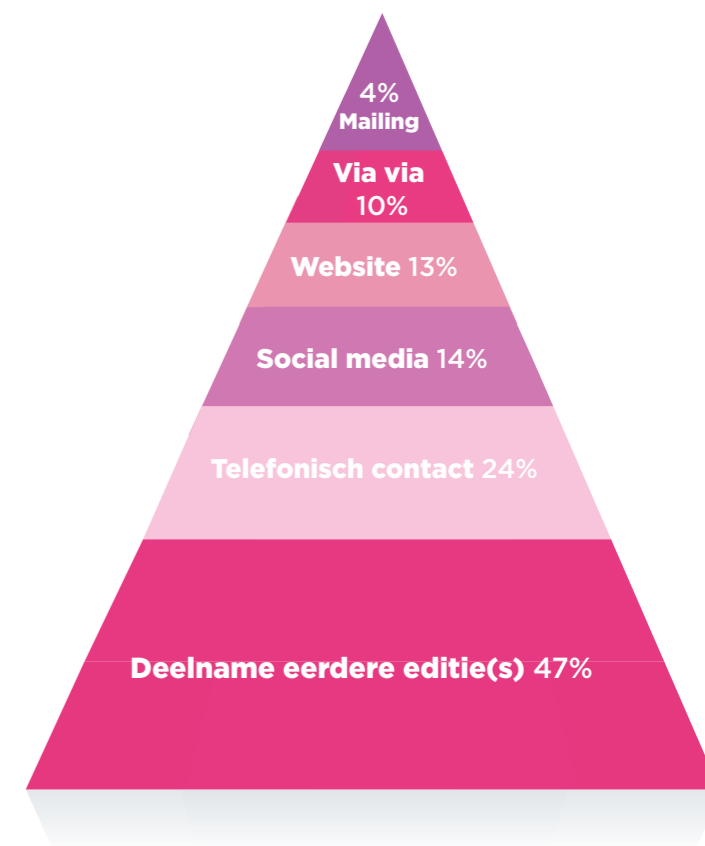 4%
Mailing
Via via
10%
Website 13%
Social media 14%
Telefonisch contact 24%
Deelname eerdere editie(s) 47%